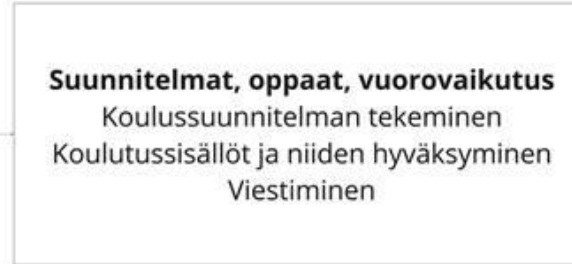 Suunnitelmat, oppaat, vuorovaikutus
Koulussuunnitelman tekeminen
Koulutussisällöt ja niiden hyväksyminen
Viestiminen